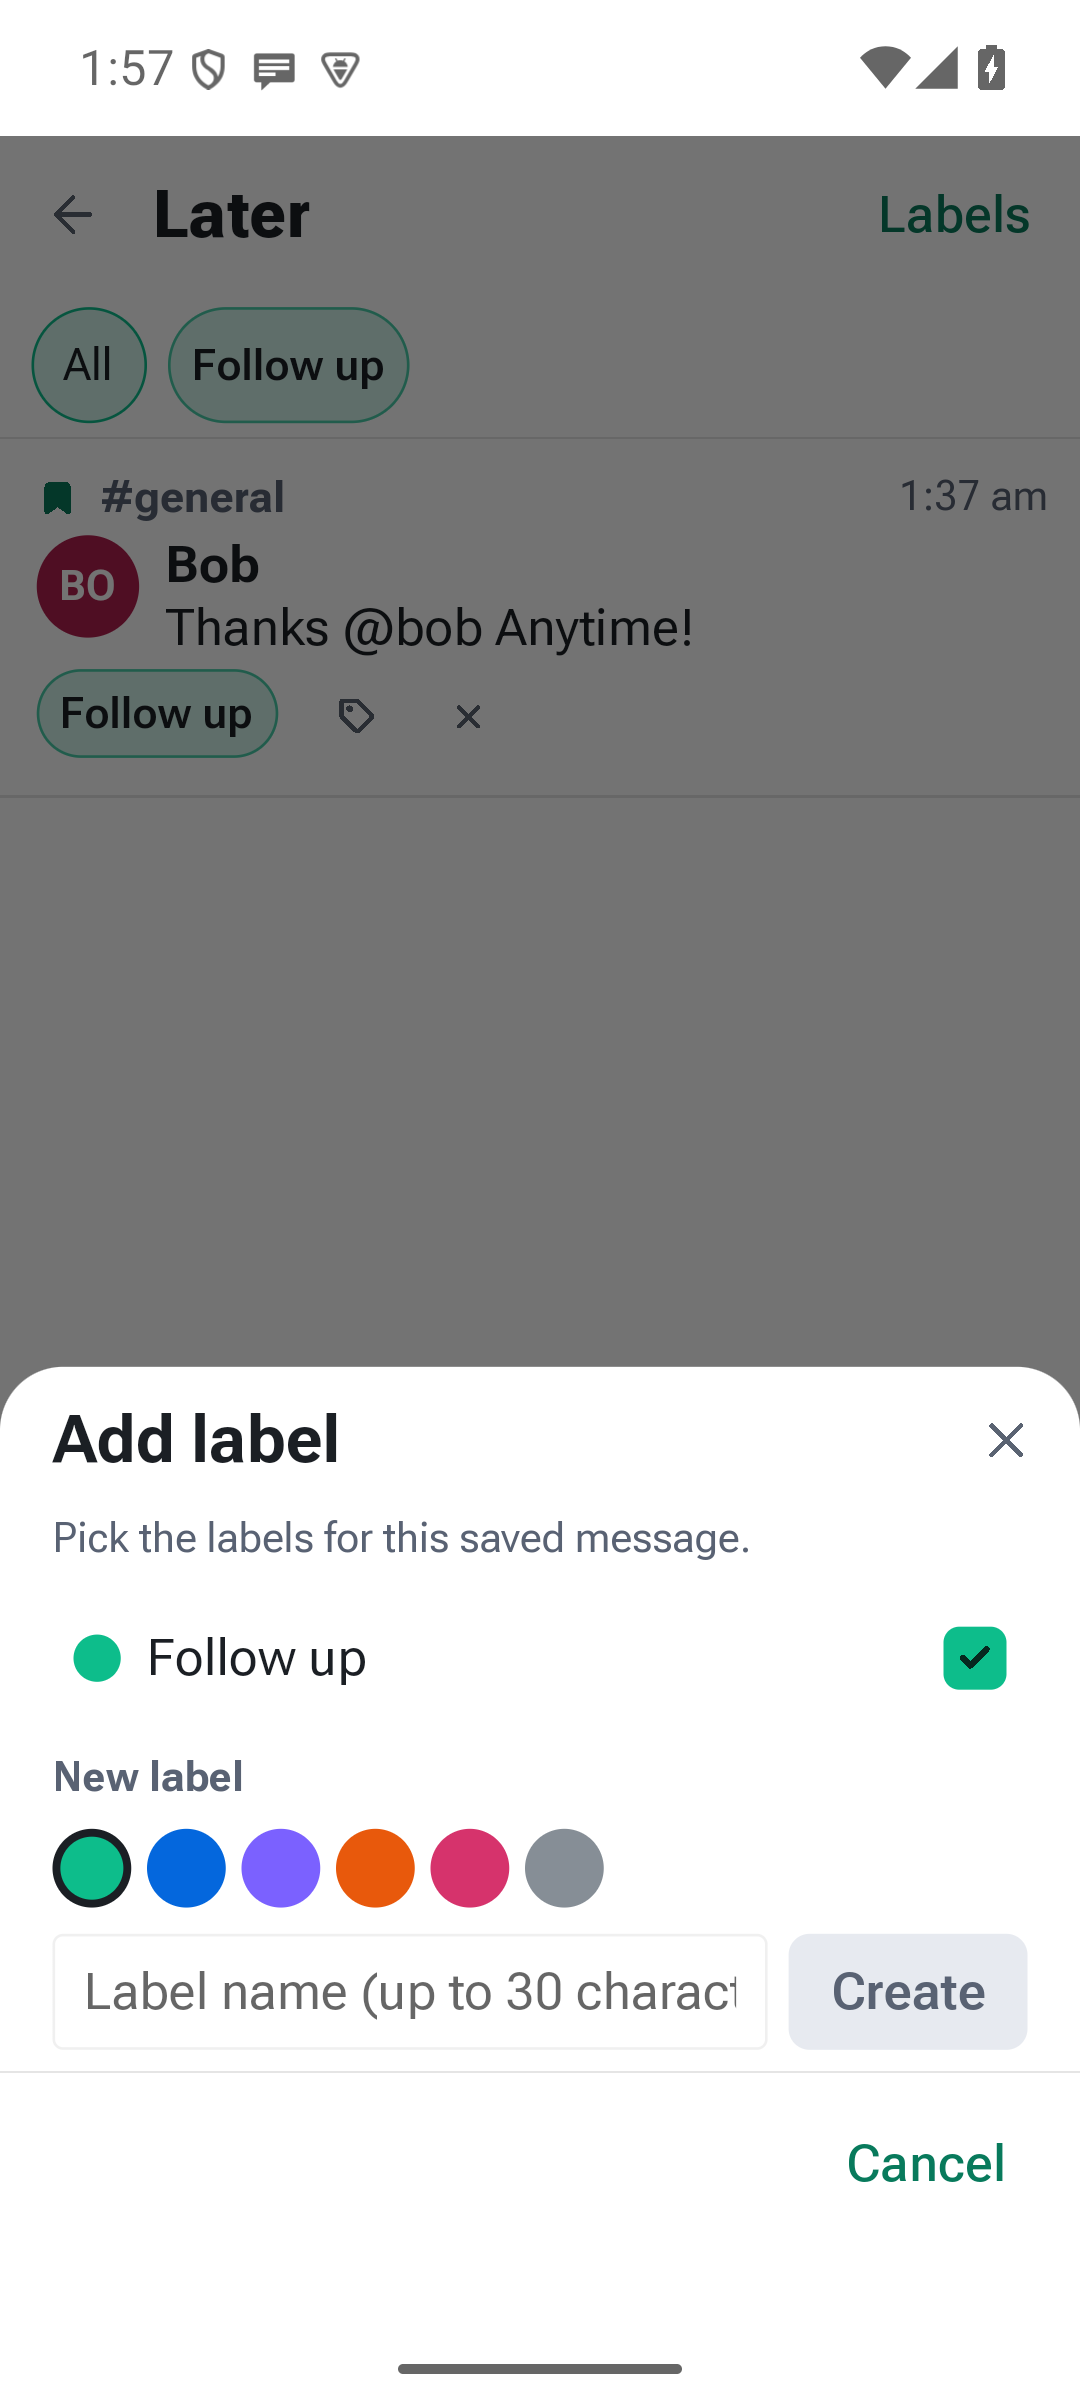 1:57
Later
Labels
All
Follow up
#general
1:37 am
BO
Bob
Thanks @bob Anytime!
Follow up
Add label
Pick the labels for this saved message.
Follow up
New label
Label name (up to 30 charact
Create
Cancel